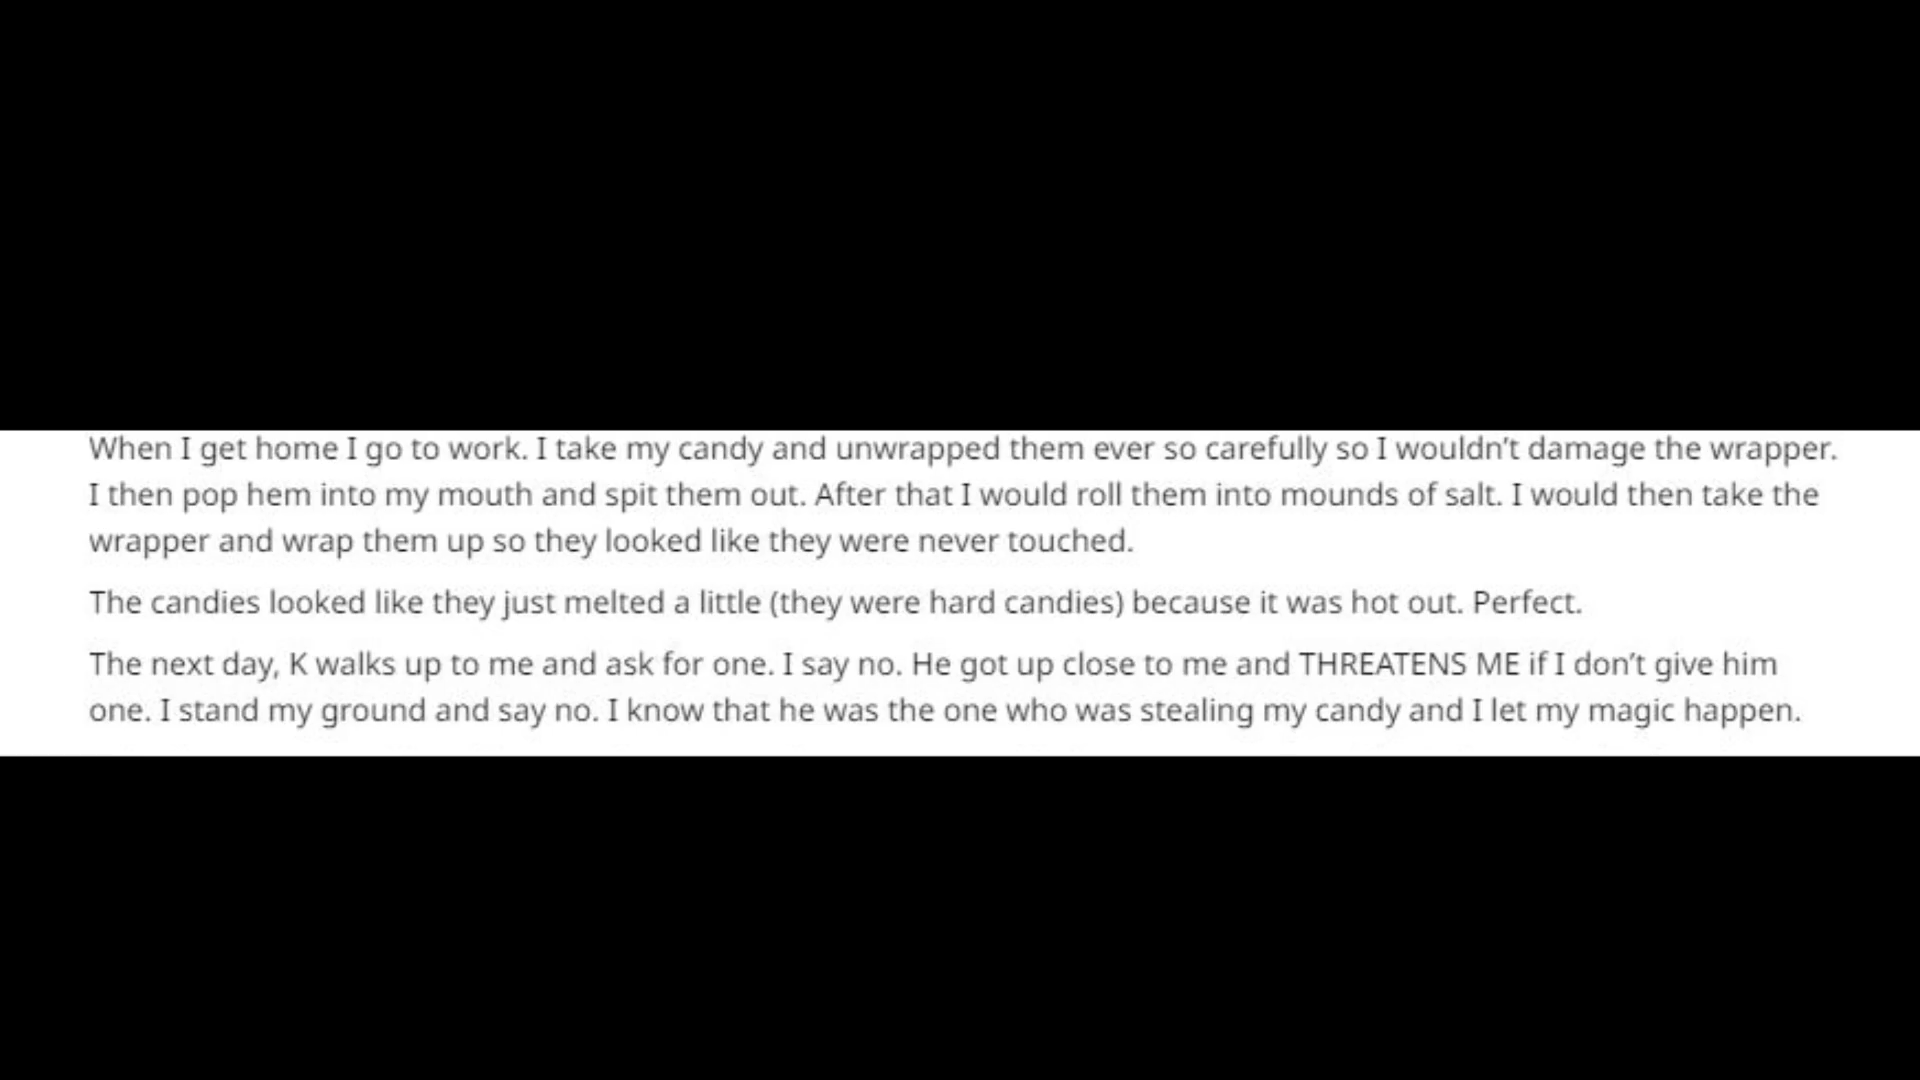 When I get home I go to work. I take my candy and unwrapped them ever so carefully so I wouldn’t damage the wrapper.
I then pop hem into my mouth and spit them out. After that I would roll them into mounds of salt. I would then take the
wrapper and wrap them up so they looked like they were never touched.
The candies looked like they just melted a little (they were hard candies) because it was hot out. Perfect.
The next day, K walks up to me and ask for one. I say no. He got up close to me and THREATENS ME if I don’t give him
one. I stand my ground and say no. I know that he was the one who was stealing my candy and I let my magic happen.